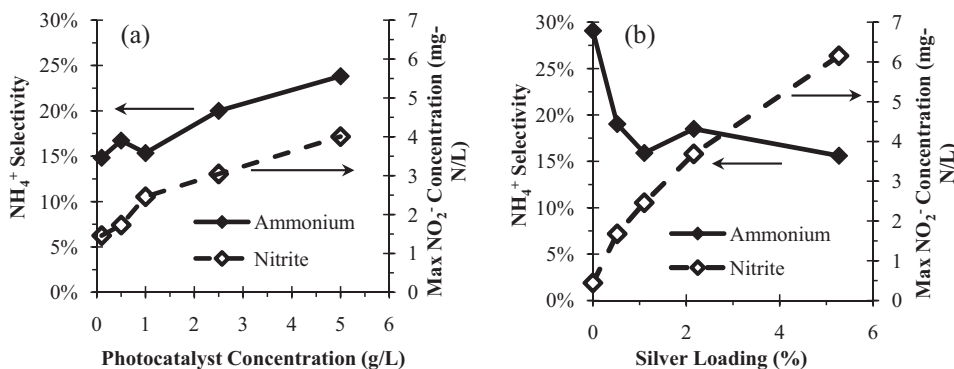 (a)
NH₄⁺ Selectivity
30%
25%
20%
15%
10%
5%
0%
7
6
5
4
3
2
1
0
Max NO₂- Concentration (mg-
N/L)
Ammonium
Nitrite
0 1 2 3 4 5 6
Photocatalyst Concentration (g/L)
(b)
NH₄⁺ Selectivity
30%
25%
20%
15%
10%
5%
0%
7
6
5
4
3
2
1
0
Max NO₂- Concentration (mg-
N/L)
Ammonium
Nitrite
0 2 4 6
Silver Loading (%)